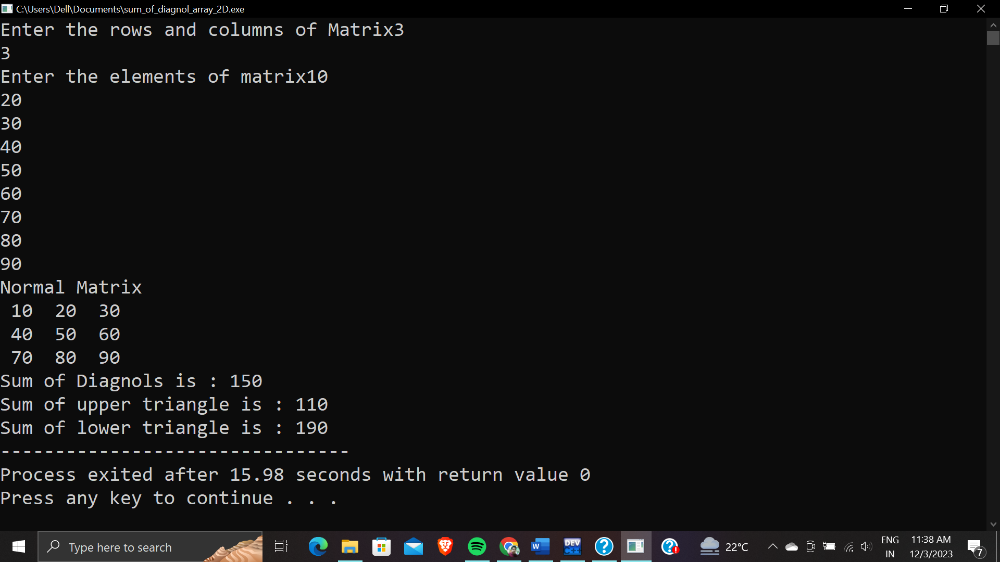 C:\Users\Dell\Documents\sum_of_diagnol_array_2D.exe
Enter the rows and columns of Matrix3
3
Enter the elements of matrix10
20
30
40
50
60
70
80
90
Normal Matrix
10 20 30
40 50 60
70 80 90
Sum of Diagnols is : 150
Sum of upper triangle is : 110
Sum of lower triangle is : 190
--------------------------------
Process exited after 15.98 seconds with return value 0
Press any key to continue . . .
Type here to search
W
DEV
C++
22°C
ENG
IN
11:38 AM
12/3/2023
7